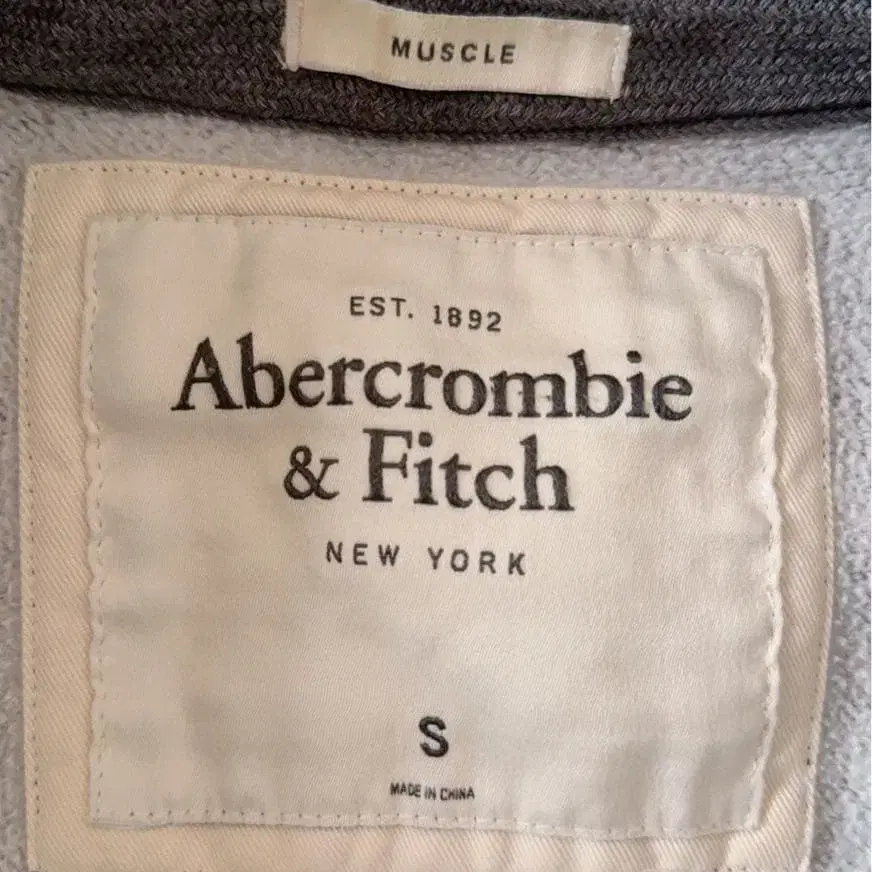 MUSCLE
EST. 1892
Abercrombie
& Fitch
NEW YORK
S
MADE IN CHINA